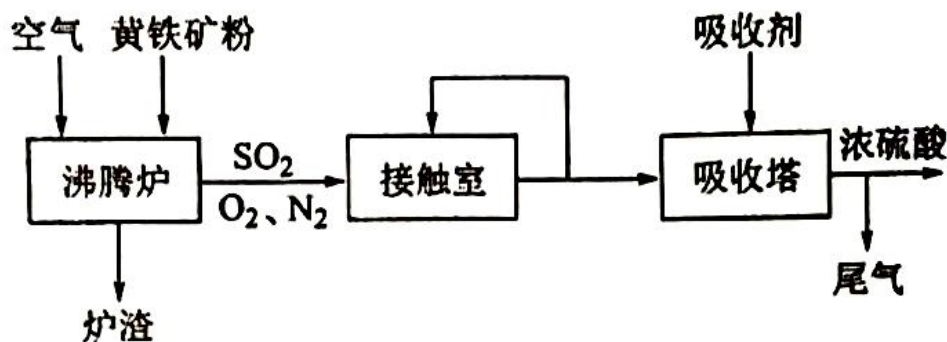 空气 黄铁矿粉
吸收剂
沸腾炉
SO₂
O₂、N₂
接触室
吸收塔
浓硫酸
尾气
炉渣